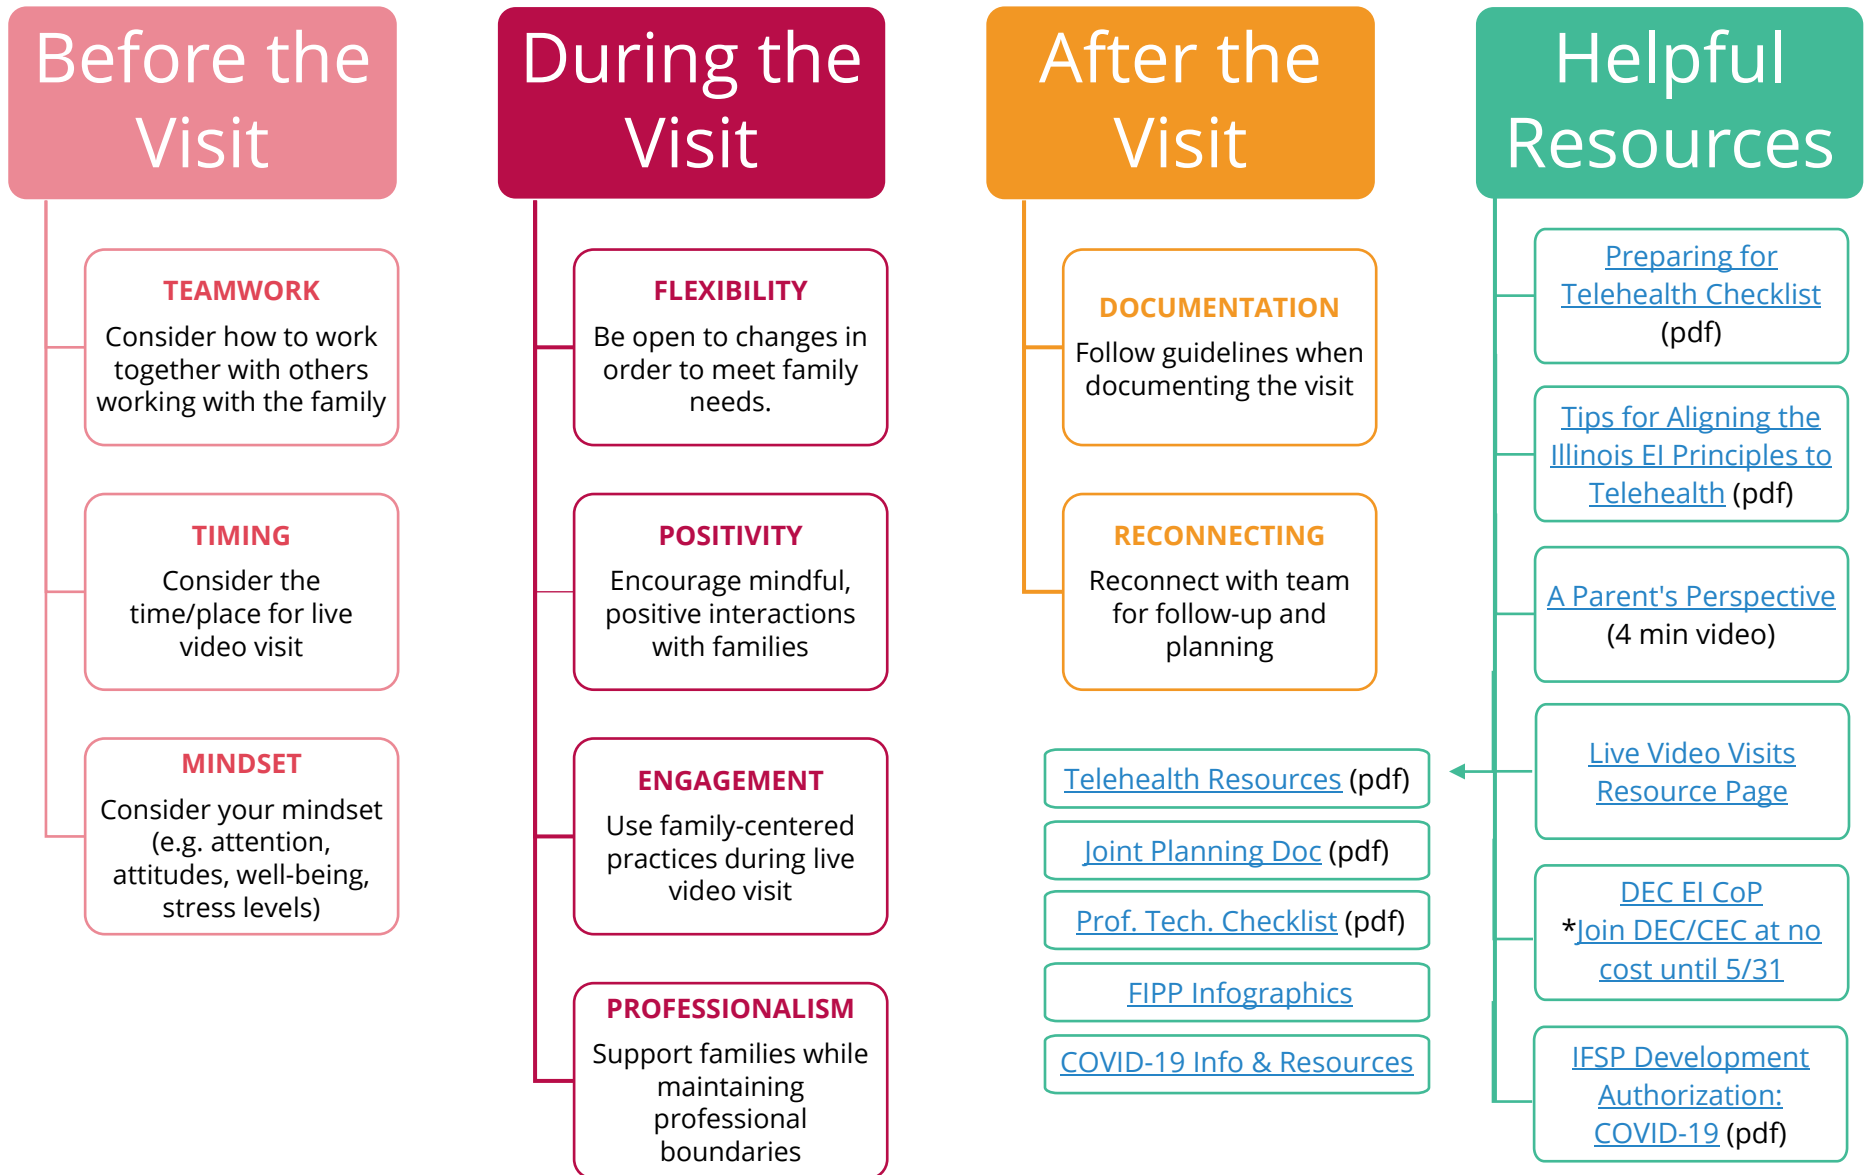 Before the
Visit
TEAMWORK
Consider how to work
together with others
working with the family
TIMING
Consider the
time/place for live
video visit
MINDSET
Consider your mindset
(e.g. attention,
attitudes, well-being,
stress levels)
During the
Visit
FLEXIBILITY
Be open to changes in
order to meet family
needs.
POSITIVITY
Encourage mindful,
positive interactions
with families
ENGAGEMENT
Use family-centered
practices during live
video visit
PROFESSIONALISM
Support families while
maintaining
professional
boundaries
After the
Visit
DOCUMENTATION
Follow guidelines when
documenting the visit
RECONNECTING
Reconnect with team
for follow-up and
planning
Helpful
Resources
Preparing for
Telehealth Checklist
(pdf)
Tips for Aligning the
Illinois EI Principles to
Telehealth (pdf)
A Parent's Perspective
(4 min video)
Live Video Visits
Resource Page
Telehealth Resources (pdf)
Joint Planning Doc (pdf)
Prof. Tech. Checklist (pdf)
FIPP Infographics
COVID-19 Info & Resources
DEC EI CoP
*Join DEC/CEC at no
cost until 5/31
IFSP Development
Authorization:
COVID-19 (pdf)